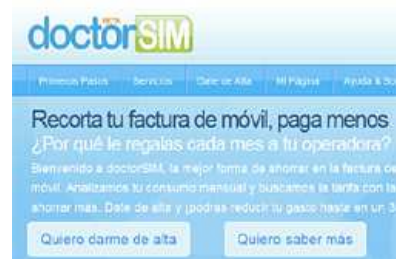 BETA
doctorSIM
Primeros Pasos Servicios Date de Alta Mi Página Ayuda &
Recorta tu factura de móvil, paga menos
¿Por qué le regalas cada mes a tu operadora?
Bienvenido a doctorSIM, la mejor forma de ahorrar en la factura de
móvil. Analizamos tu consumo mensual y buscamos la tarifa con la
ahorrar más. Date de alta y ¡podrás reducir tu gasto hasta en un 3
Quiero darme de alta Quiero saber más